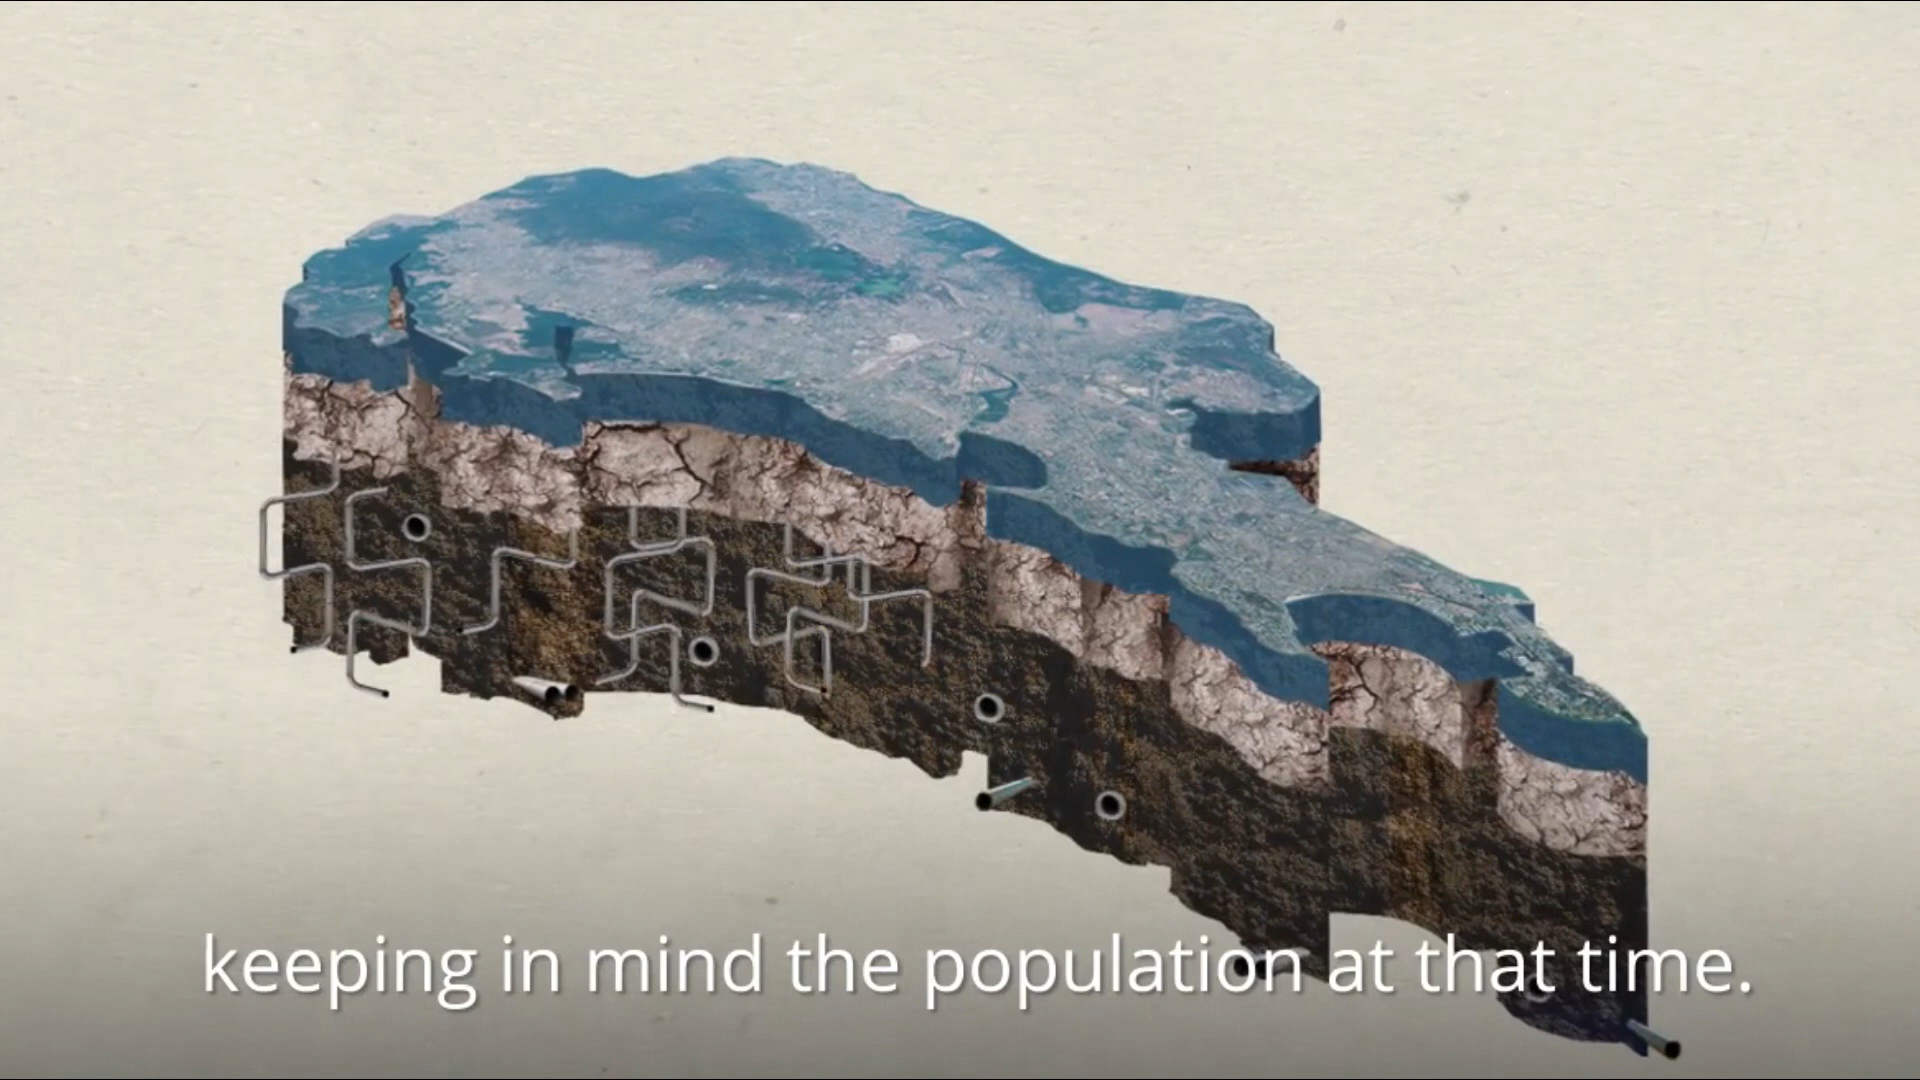 keeping in mind the population at that time.